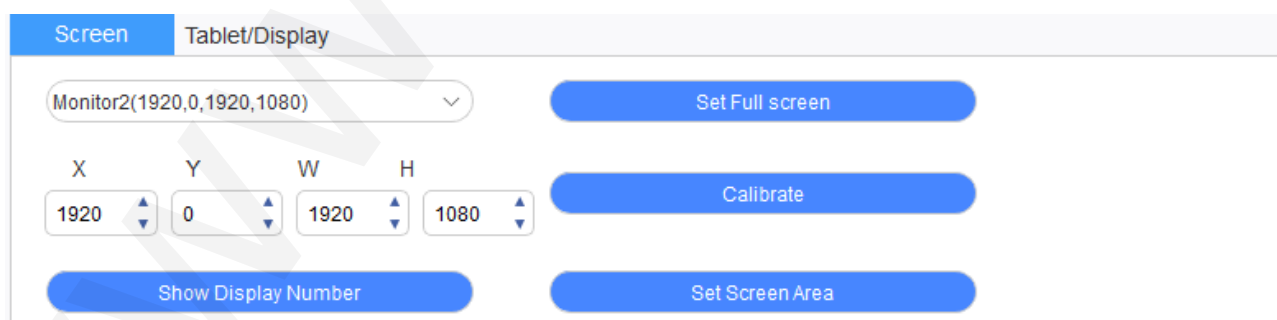 Screen Tablet/Display
Monitor2(1920,0,1920,1080) Set Full screen
X Y W H
Calibrate
1920 0 1920 1080
Show Display Number Set Screen Area